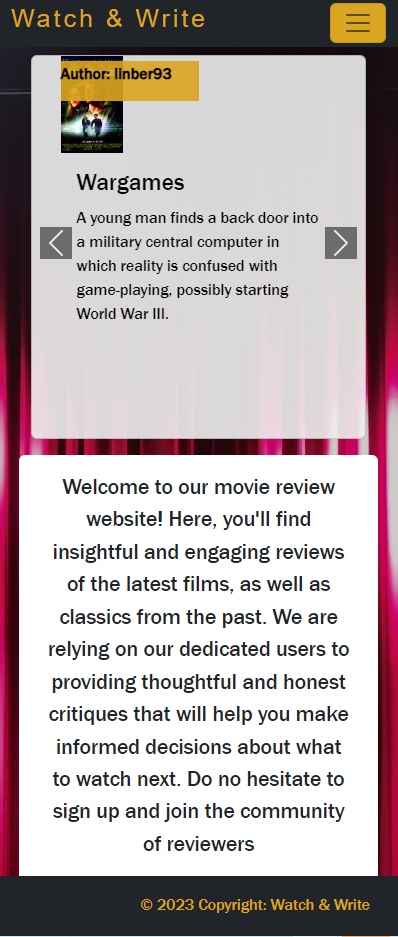 Watch & Write
Author: linber93
Wargames
A young man finds a back door into
a military central computer in
which reality is confused with
game-playing, possibly starting
World War III.
Welcome to our movie review
website! Here, you'll find
insightful and engaging reviews
of the latest films, as well as
classics from the past. We are
relying on our dedicated users to
providing thoughtful and honest
critiques that will help you make
informed decisions about what
to watch next. Do no hesitate to
sign up and join the community
of reviewers
© 2023 Copyright: Watch & Write